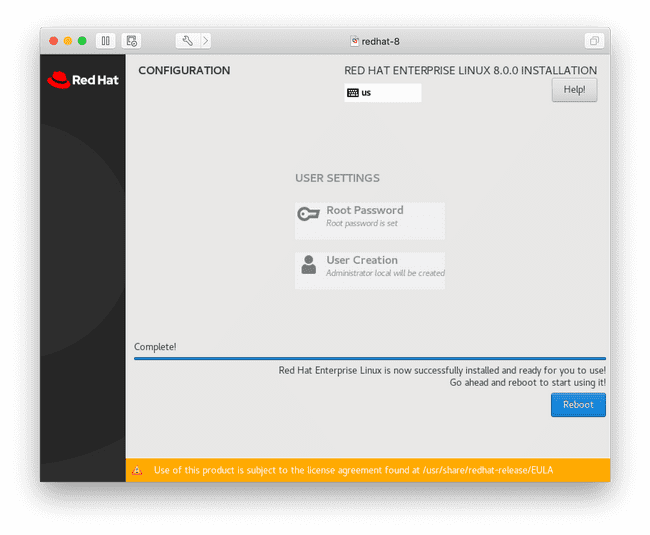 redhat-8
Red Hat
CONFIGURATION
RED HAT ENTERPRISE LINUX 8.0.0 INSTALLATION
us
Help!
USER SETTINGS
Root Password
Root password is set
User Creation
Administrator local will be created
Complete!
Red Hat Enterprise Linux is now successfully installed and ready for you to use!
Go ahead and reboot to start using it!
Reboot
Use of this product is subject to the license agreement found at /usr/share/redhat-release/EULA